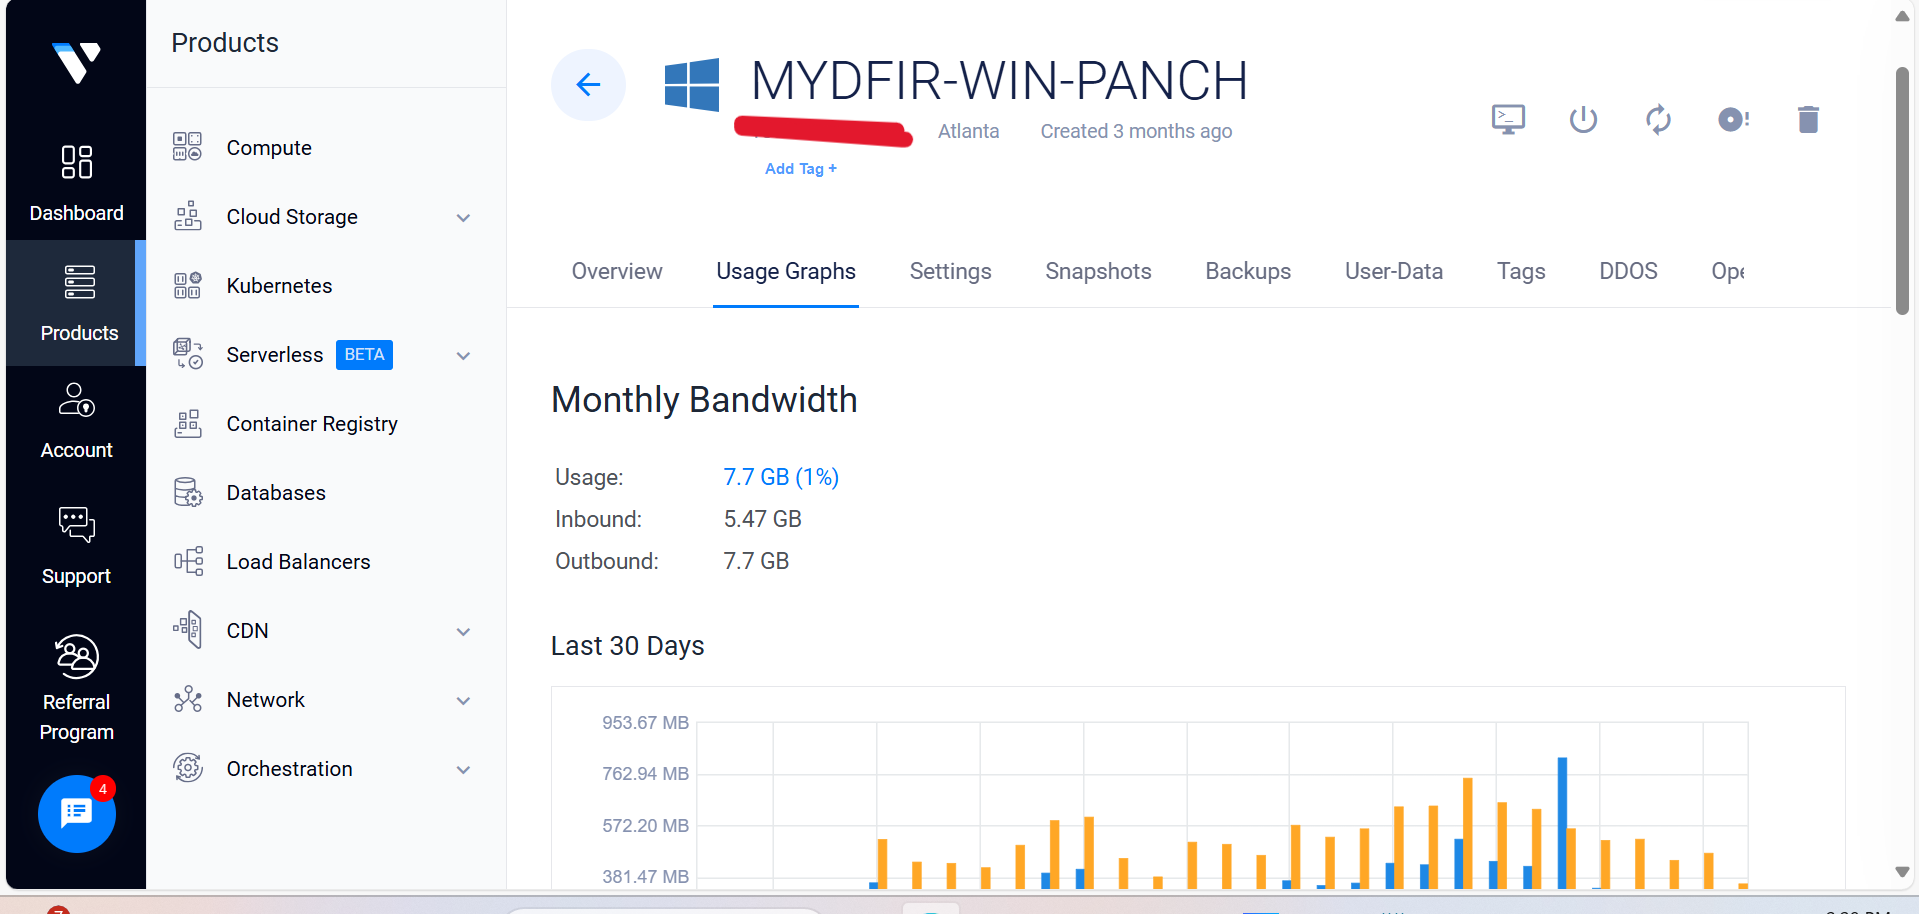 Products
MYDFIR-WIN-PANCH
Atlanta
Created 3 months ago
Add Tag +
Dashboard
Products
Account
Support
Referral
Program
4
Compute
Cloud Storage
Kubernetes
Serverless BETA
Container Registry
Databases
Load Balancers
CDN
Network
Orchestration
Overview
Usage Graphs
Settings
Snapshots
Backups
User-Data
Tags
DDOS
Monthly Bandwidth
Usage: 7.7 GB (1%)
Inbound: 5.47 GB
Outbound: 7.7 GB
Last 30 Days
953.67 MB
762.94 MB
572.20 MB
381.47 MB